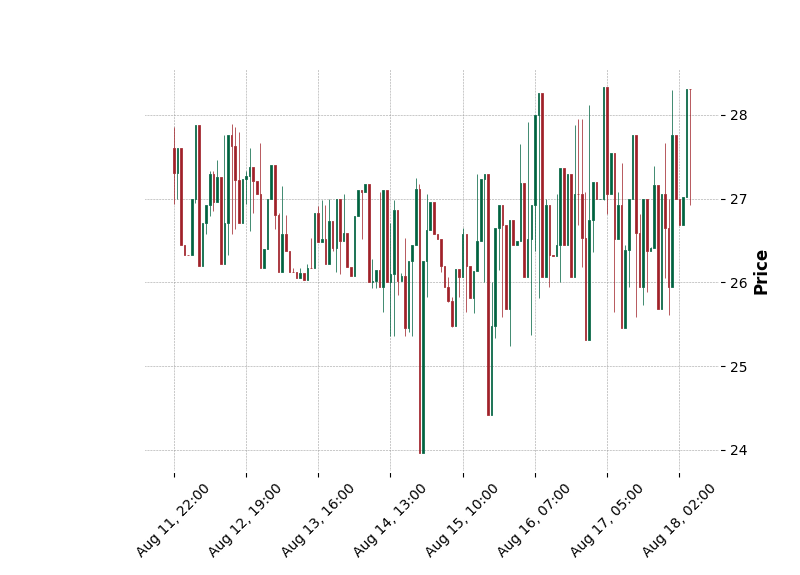 28
27
26
25
24
Price
Aug 11, 22:00
Aug 12, 19:00
Aug 13, 16:00
Aug 14, 13:00
Aug 15, 10:00
Aug 16, 07:00
Aug 17, 05:00
Aug 18, 02:00